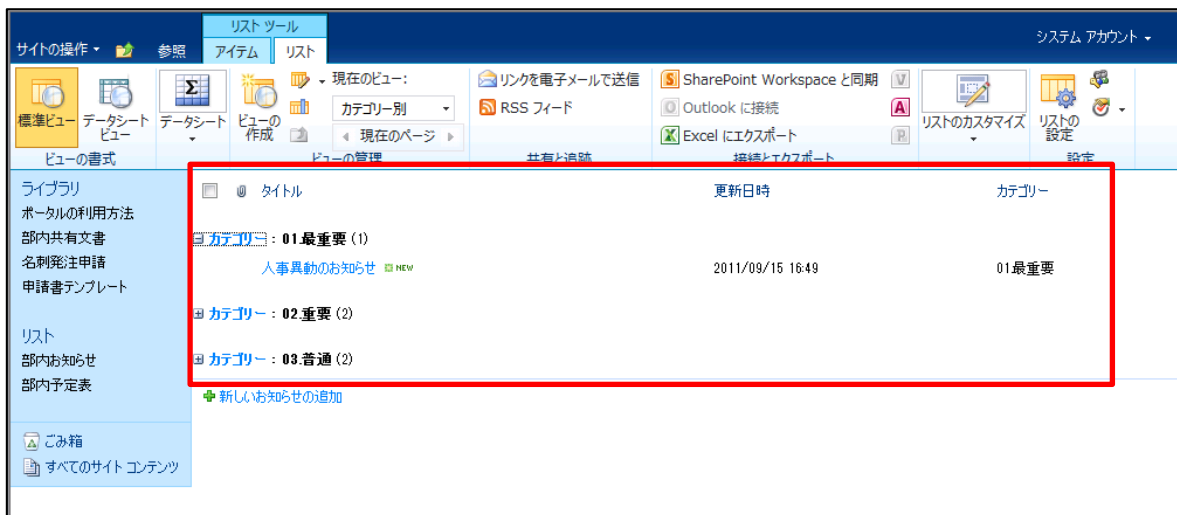 リスト ツール
システム アカウント
サイトの操作 参照 アイテム リスト
標準ビュー
データシート ビュー
データシート
ビューの 作成
現在のビュー:
カテゴリー別
現在のページ
リンクを電子メールで送信
RSS フィード
SharePoint Workspace と同期
Outlook に接続
Excel にエクスポート
リストのカスタマイズ
リストの 設定
ビューの書式 ビューの管理 共有と追跡 接続とエクスポート 設定
ライブラリ
ポータルの利用方法
部内共有文書
名刺発注申請
申請書テンプレート
リスト
部内お知らせ
部内予定表
ごみ箱
すべてのサイト コンテンツ
タイトル 更新日時 カテゴリー
カテゴリー : 01.最重要 (1)
人事異動のお知らせ NEW 2011/09/15 16:49 01.最重要
カテゴリー : 02.重要 (2)
カテゴリー : 03.普通 (2)
新しいお知らせの追加